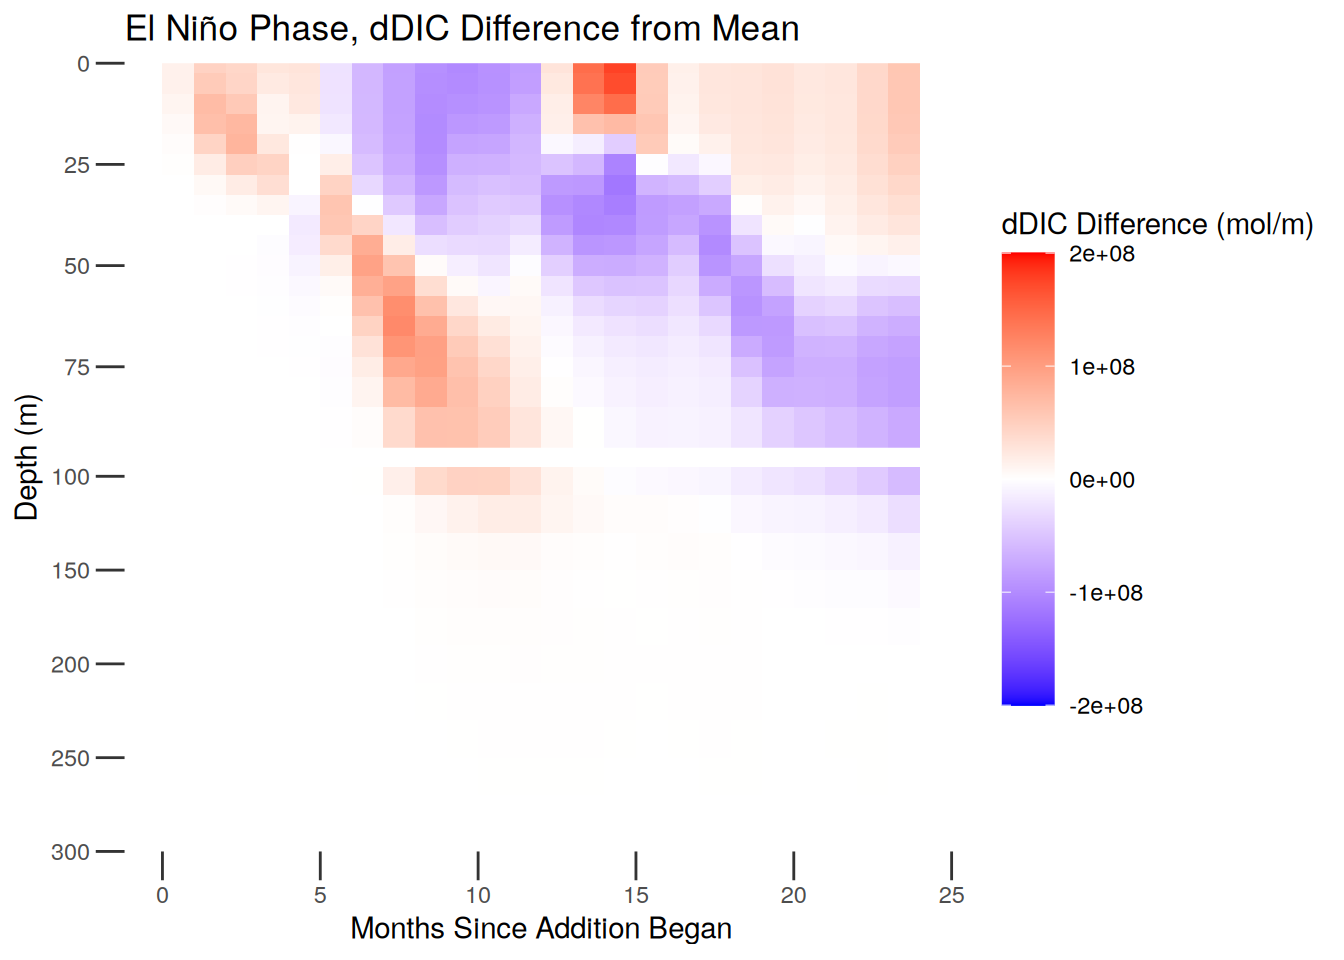 El Niño Phase, dDIC Difference from Mean
0
25
50
75
100
150
200
250
300
Depth (m)
0
5
10
15
20
25
Months Since Addition Began
dDIC Difference (mol/m)
2e+08
1e+08
0e+00
-1e+08
-2e+08